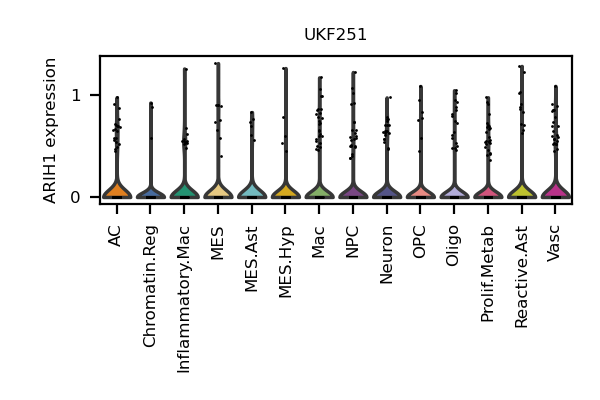 UKF251
ARIH1 expression
1
0
AC
Chromatin.Reg
Inflammatory.Mac
MES
MES.Ast
MES.Hyp
Mac
NPC
Neuron
OPC
Oligo
Prolif.Metab
Reactive.Ast
Vasc